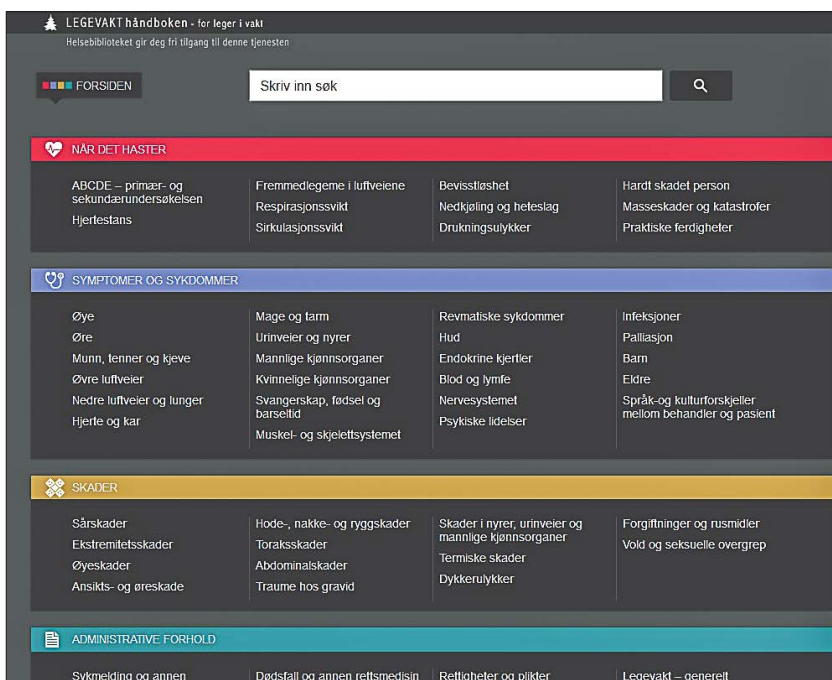 LEGEVAKT håndboken - for leger i vakt
Helsebiblioteket gir deg fri tilgang til denne tjenesten
FORSIDEN
Skriv inn søk
NÅR DET HASTER
ABCDE – primær- og
sekundærundersøkelsen
Hjertestans
Fremmedlegeme i luftveiene
Respirasjonssvikt
Sirkulasjonssvikt
Bevisstløshet
Nedkjøling og heteslag
Drukningsulykker
Hardt skadet person
Masseskader og katastrofer
Praktiske ferdigheter
SYMPTOMER OG SYKDOMMER
Øye
Øre
Munn, tenner og kjeve
Øvre luftveier
Nedre luftveier og lunger
Hjerte og kar
Mage og tarm
Urinveier og nyrer
Mannlige kjønnsorganer
Kvinnelige kjønnsorganer
Svangerskap, fødsel og
barseltid
Muskel- og skjelettsystemet
Revmatiske sykdommer
Hud
Endokrine kjertler
Blod og lymfe
Nervesystemet
Psykiske lidelser
Infeksjoner
Palliasjon
Barn
Eldre
Språk-og kulturforskjeller
mellom behandler og pasient
SKADER
Sårskader
Ekstremitetsskader
Øyeskader
Ansikts- og øreskade
Hode-, nakke- og ryggskader
Toraksskader
Abdominalskader
Traume hos gravid
Skader i nyrer, urinveier og
mannlige kjønnsorganer
Termiske skader
Dykkerulykker
Forgiftninger og rusmidler
Vold og seksuelle overgrep
ADMINISTRATIVE FORHOLD
Sykmelding og annen
Dødsfall og annen rettsmedisin
Rettigheter og plikter
Legevakt – generelt